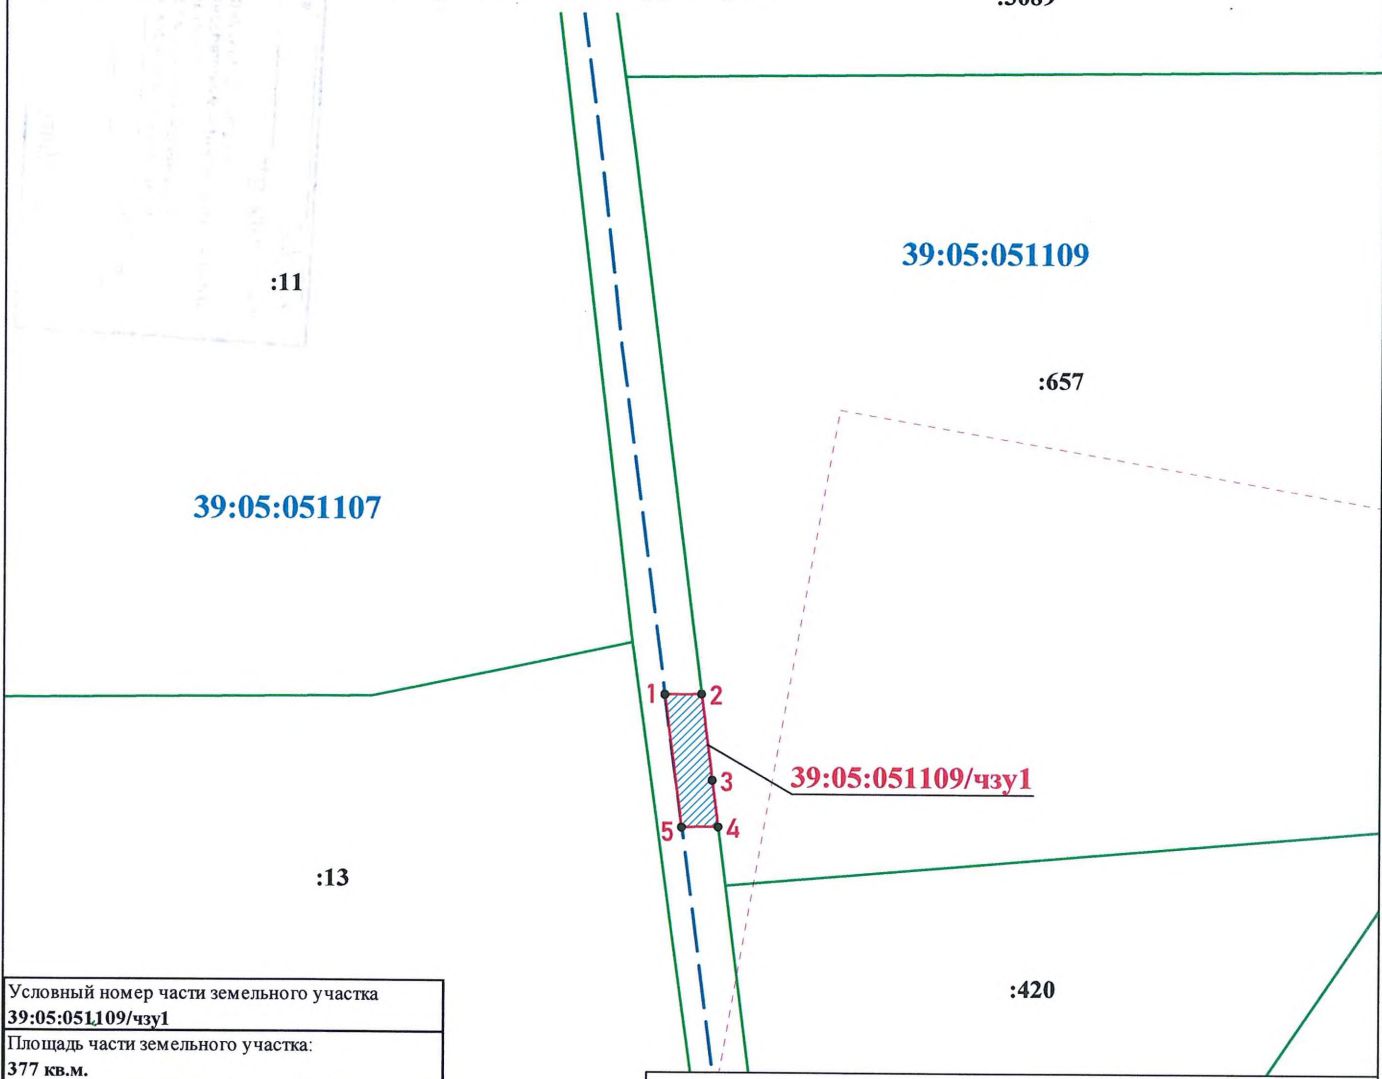 :11
39:05:051109
:657
39:05:051107
1
2
3
39:05:051109/чзу1
5
4
:13
:420
Условный номер части земельного участка
39:05:051109/чзу1
Площадь части земельного участка:
377 кв.м.